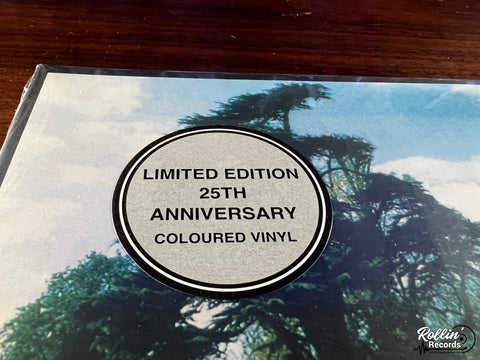 LIMITED EDITION
25TH
ANNIVERSARY
COLOURED VINYL
Rollin'
Records